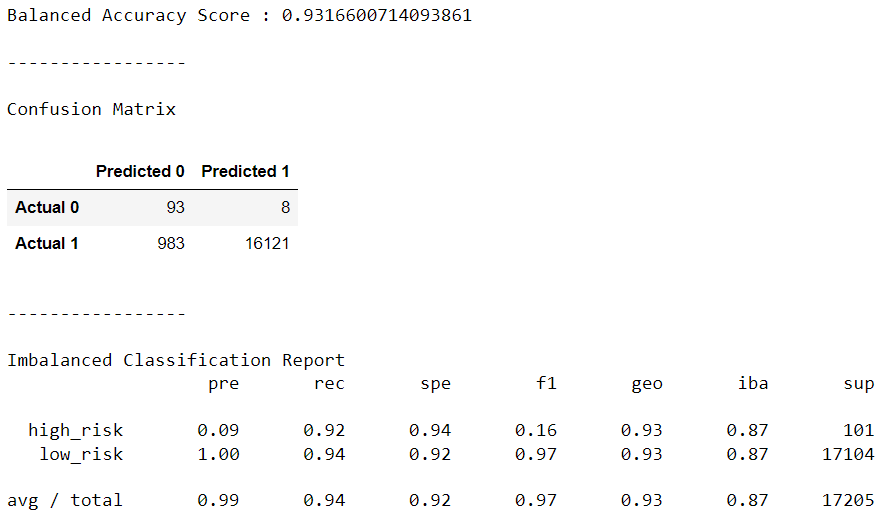 Balanced Accuracy Score : 0.9316600714093861
-----------------
Confusion Matrix
Predicted 0 Predicted 1
Actual 0 93 8
Actual 1 983 16121
-----------------
Imbalanced Classification Report
pre rec spe f1 geo iba sup
high_risk 0.09 0.92 0.94 0.16 0.93 0.87 101
low_risk 1.00 0.94 0.92 0.97 0.93 0.87 17104
avg / total 0.99 0.94 0.92 0.97 0.93 0.87 17205